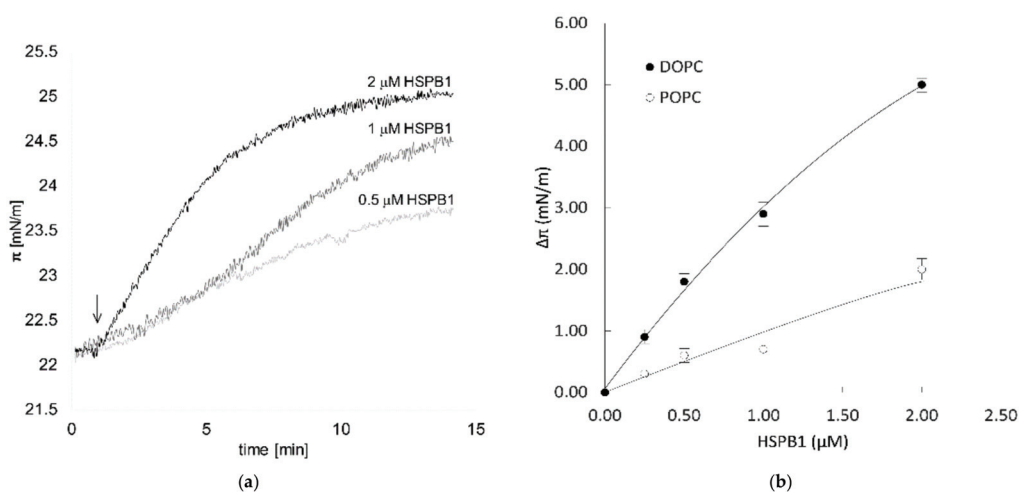 25.5
25
24.5
24
23.5
23
22.5
22
21.5
π [mN/m]
2 µM HSPB1
1 µM HSPB1
0.5 µM HSPB1
0
5
10
15
time [min]
(a)
6.00
5.00
4.00
3.00
2.00
1.00
0.00
Δπ (mN/m)
DOPC
POPC
0.00
0.50
1.00
1.50
2.00
2.50
HSPB1 (µM)
(b)